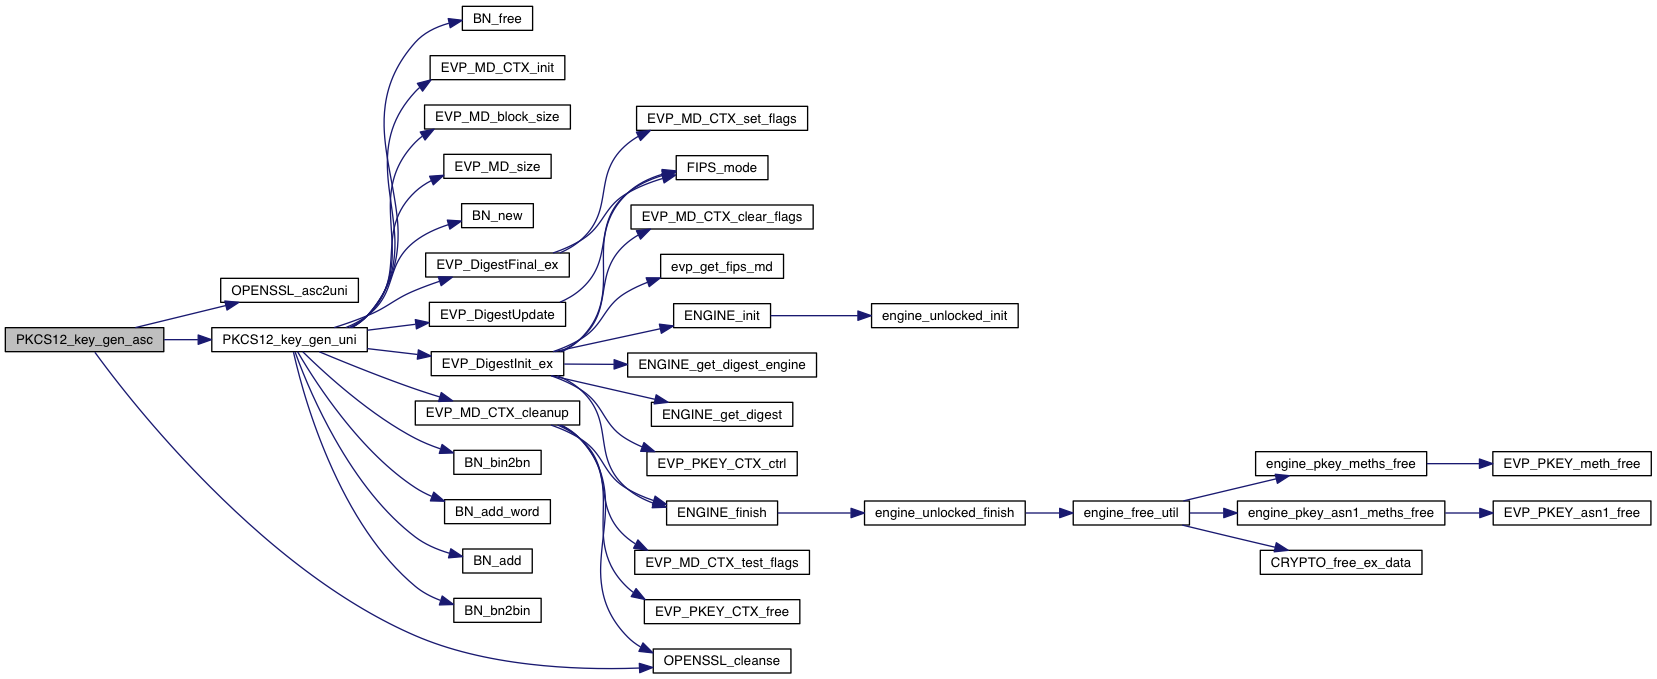 PKCS12_key_gen_asc
OPENSSL_asc2uni
PKCS12_key_gen_uni
BN_free
EVP_MD_CTX_init
EVP_MD_block_size
EVP_MD_size
BN_new
EVP_DigestFinal_ex
EVP_DigestUpdate
EVP_DigestInit_ex
EVP_MD_CTX_cleanup
BN_bin2bn
BN_add_word
BN_add
BN_bn2bin
EVP_MD_CTX_set_flags
FIPS_mode
EVP_MD_CTX_clear_flags
evp_get_fips_md
ENGINE_init
ENGINE_get_digest_engine
ENGINE_get_digest
EVP_PKEY_CTX_ctrl
ENGINE_finish
EVP_MD_CTX_test_flags
EVP_PKEY_CTX_free
OPENSSL_cleanse
engine_unlocked_init
engine_unlocked_finish
engine_free_util
engine_pkey_meths_free
engine_pkey_asn1_meths_free
CRYPTO_free_ex_data
EVP_PKEY_meth_free
EVP_PKEY_asn1_free